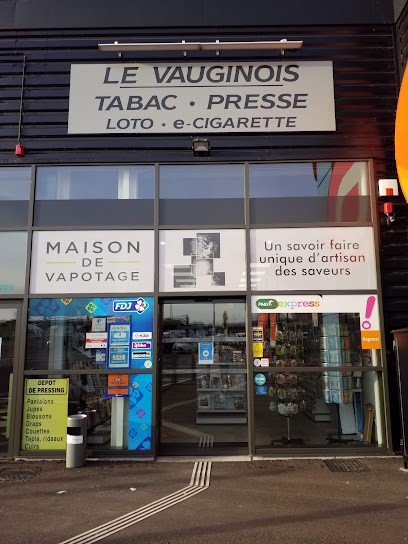 LE VAUGINOIS
TABAC • PRESSE
LOTO • e-CIGARETTE
MAISON
DE
VAPOTAGE
Un savoir faire
unique d'artisan
des saveurs
FDJ
PMU express
DEPOT
DE PRESSING
Pantalons
Jupes
Blousons
Draps
Couettes
Tapis, rideaux
Cuirs